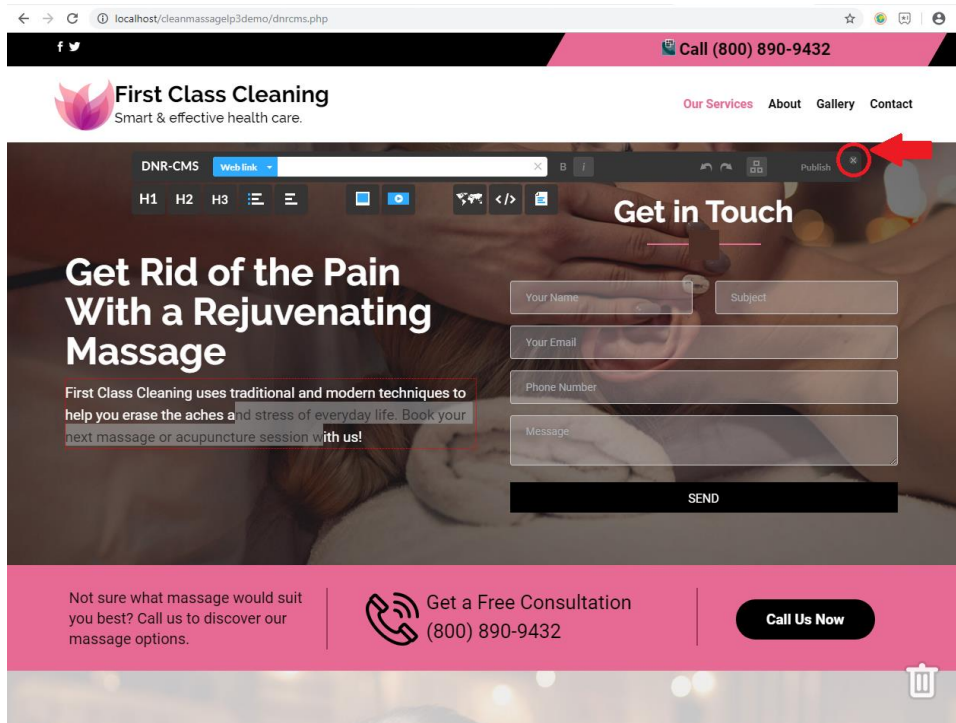 localhost/cleanmassagelp3demo/dnrcms.php
Call (800) 890-9432
First Class Cleaning
Smart & effective health care.
Our Services About Gallery Contact
DNR-CMS Web link B i Publish
H1 H2 H3 </>
Get in Touch
Get Rid of the Pain
With a Rejuvenating
Massage
First Class Cleaning uses traditional and modern techniques to
help you erase the aches and stress of everyday life. Book your
next massage or acupuncture session with us!
Your Name Subject
Your Email
Phone Number
Message
SEND
Not sure what massage would suit
you best? Call us to discover our
massage options.
Get a Free Consultation
(800) 890-9432
Call Us Now